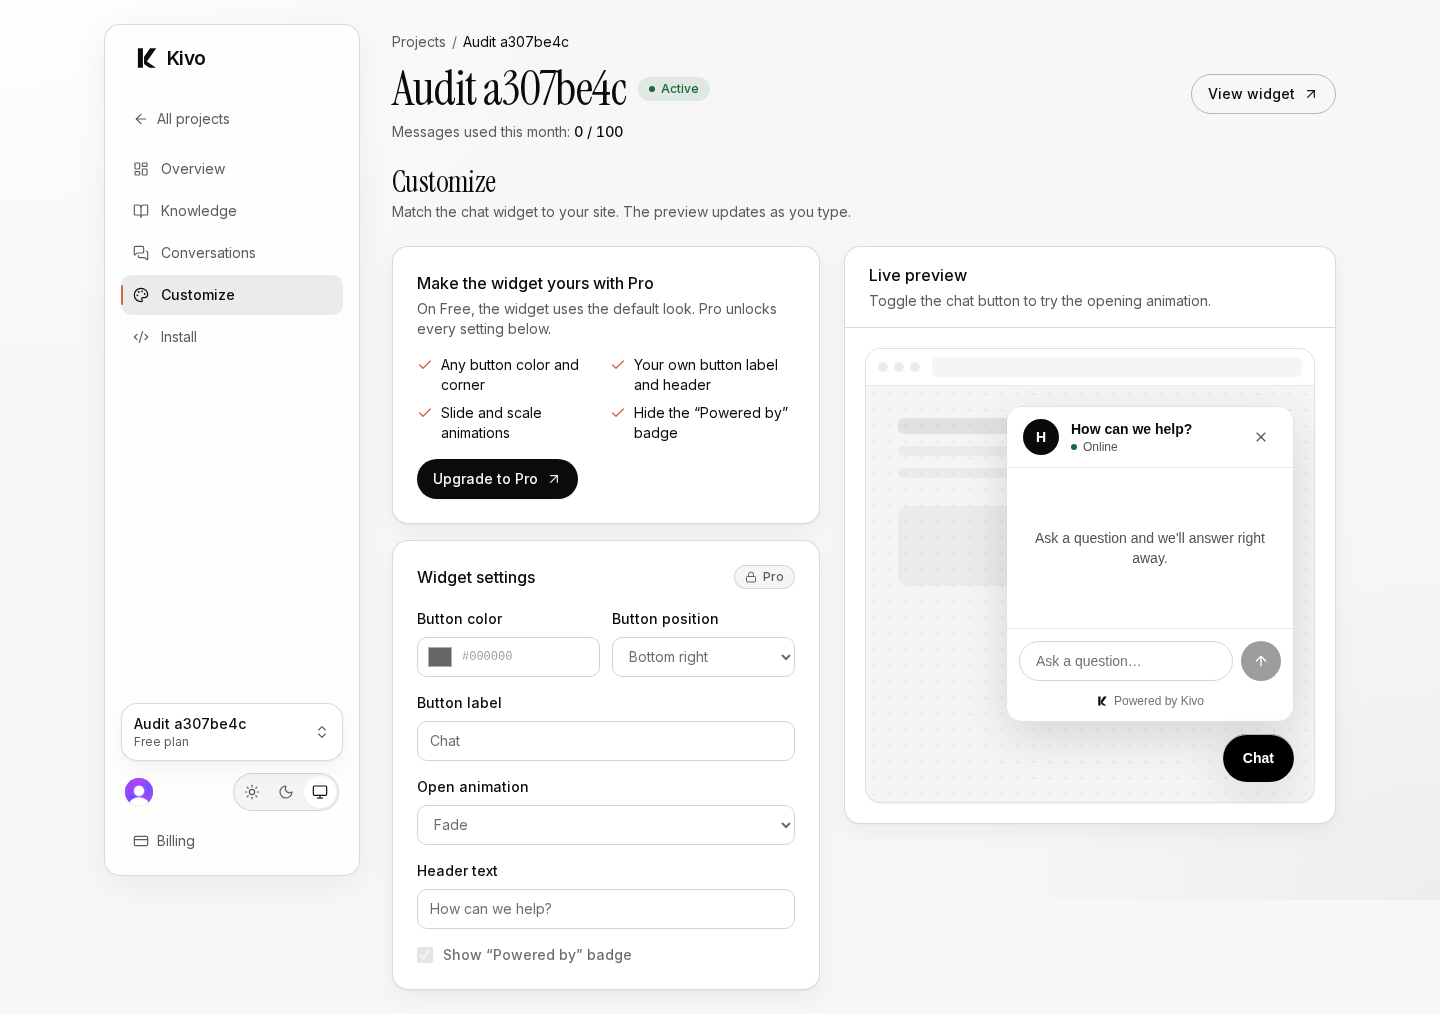 Kivo
All projects
Overview
Knowledge
Conversations
Customize
Install
Audit a307be4c
Free plan
Billing
Projects / Audit a307be4c
Audit a307be4c
Active
View widget
Messages used this month: 0 / 100
Customize
Match the chat widget to your site. The preview updates as you type.
Make the widget yours with Pro
On Free, the widget uses the default look. Pro unlocks
every setting below.
Any button color and
corner
Your own button label
and header
Slide and scale
animations
Hide the “Powered by”
badge
Upgrade to Pro
Widget settings
Pro
Button color
Button position
#000000
Bottom right
Button label
Chat
Open animation
Fade
Header text
How can we help?
Show “Powered by” badge
Live preview
Toggle the chat button to try the opening animation.
H
How can we help?
Online
Ask a question and we'll answer right
away.
Ask a question…
Powered by Kivo
Chat